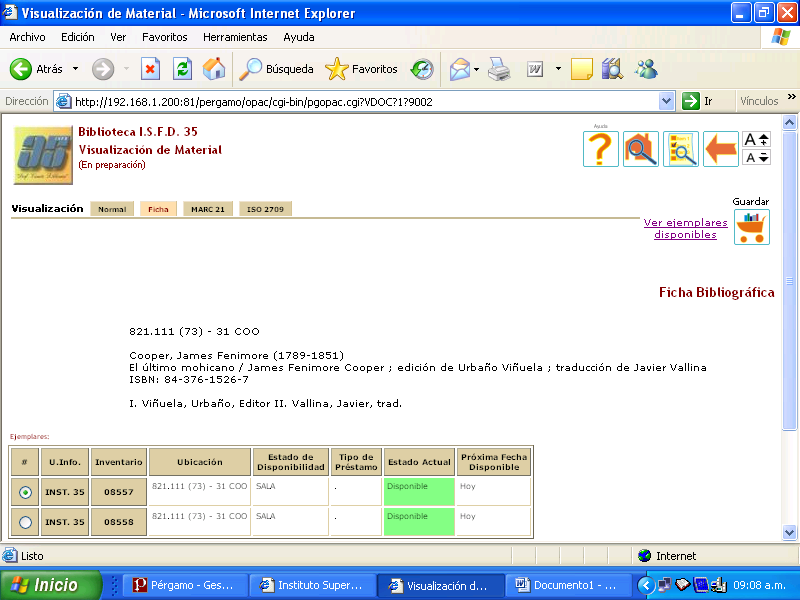 Visualización de Material - Microsoft Internet Explorer
Archivo Edición Ver Favoritos Herramientas Ayuda
Atrás Búsqueda Favoritos
Dirección http://192.168.1.200:81/pergamo/opac/cgi-bin/pgopac.cgi?VDOC?1?9002 Ir Vínculos »
Biblioteca I.S.F.D. 35
Visualización de Material
(En preparación)
35
Ayuda
A
A
Visualización Normal Ficha MARC 21 ISO 2709
Guardar
Ver ejemplares
disponibles
Ficha Bibliográfica
821.111 (73) - 31 COO
Cooper, James Fenimore (1789-1851)
El último mohicano / James Fenimore Cooper ; edición de Urbaño Viñuela ; traducción de Javier Vallina
ISBN: 84-376-1526-7
I. Viñuela, Urbaño, Editor II. Vallina, Javier, trad.
Ejemplares:
# U.Info. Inventario Ubicación Estado de Disponibilidad Tipo de Préstamo Estado Actual Próxima Fecha Disponible
INST. 35 08557 821.111 (73) - 31 COO SALA . Disponible Hoy
INST. 35 08558 821.111 (73) - 31 COO SALA . Disponible Hoy
Listo Internet
Inicio Pérgamo - Ges... Instituto Super... Visualización d... Documento1 - ... 09:08 a.m.